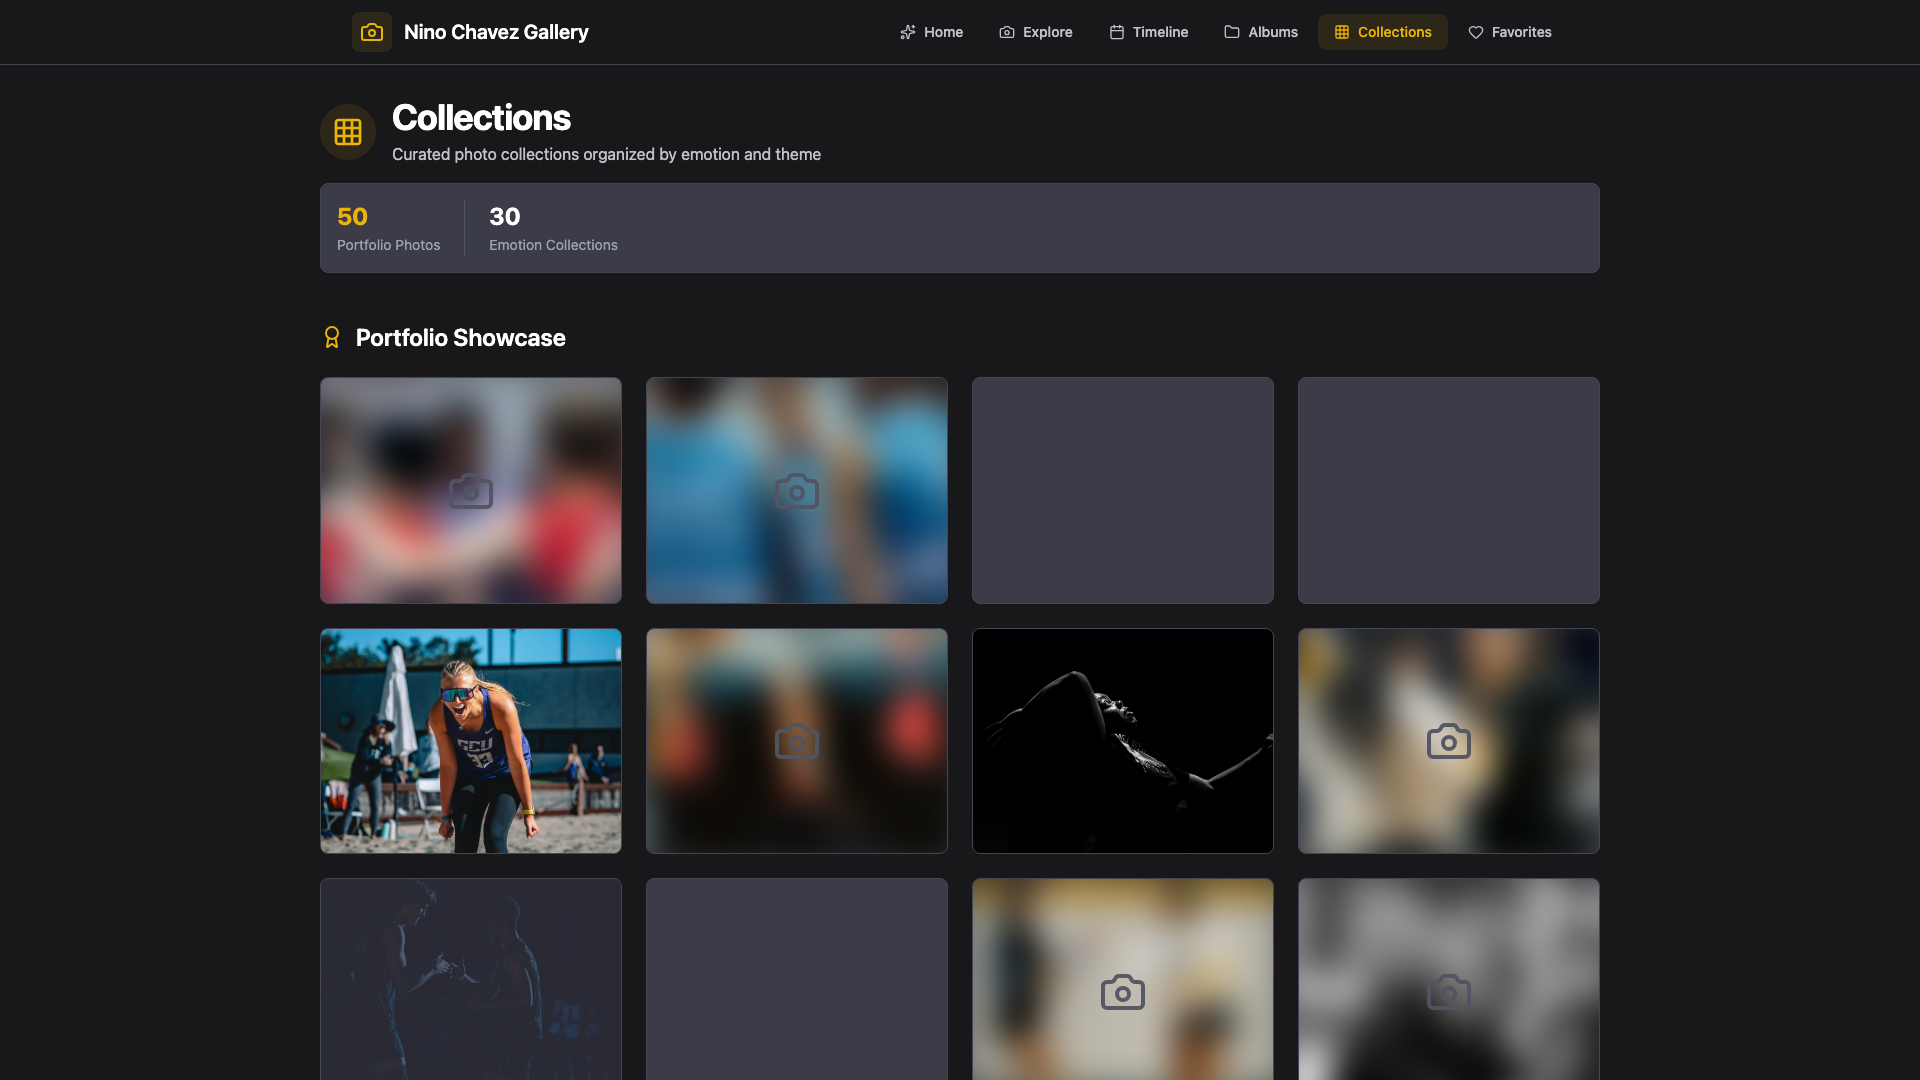 Nino Chavez Gallery
Home
Explore
Timeline
Albums
Collections
Favorites
Collections
Curated photo collections organized by emotion and theme
50
Portfolio Photos
30
Emotion Collections
Portfolio Showcase
GCU
33